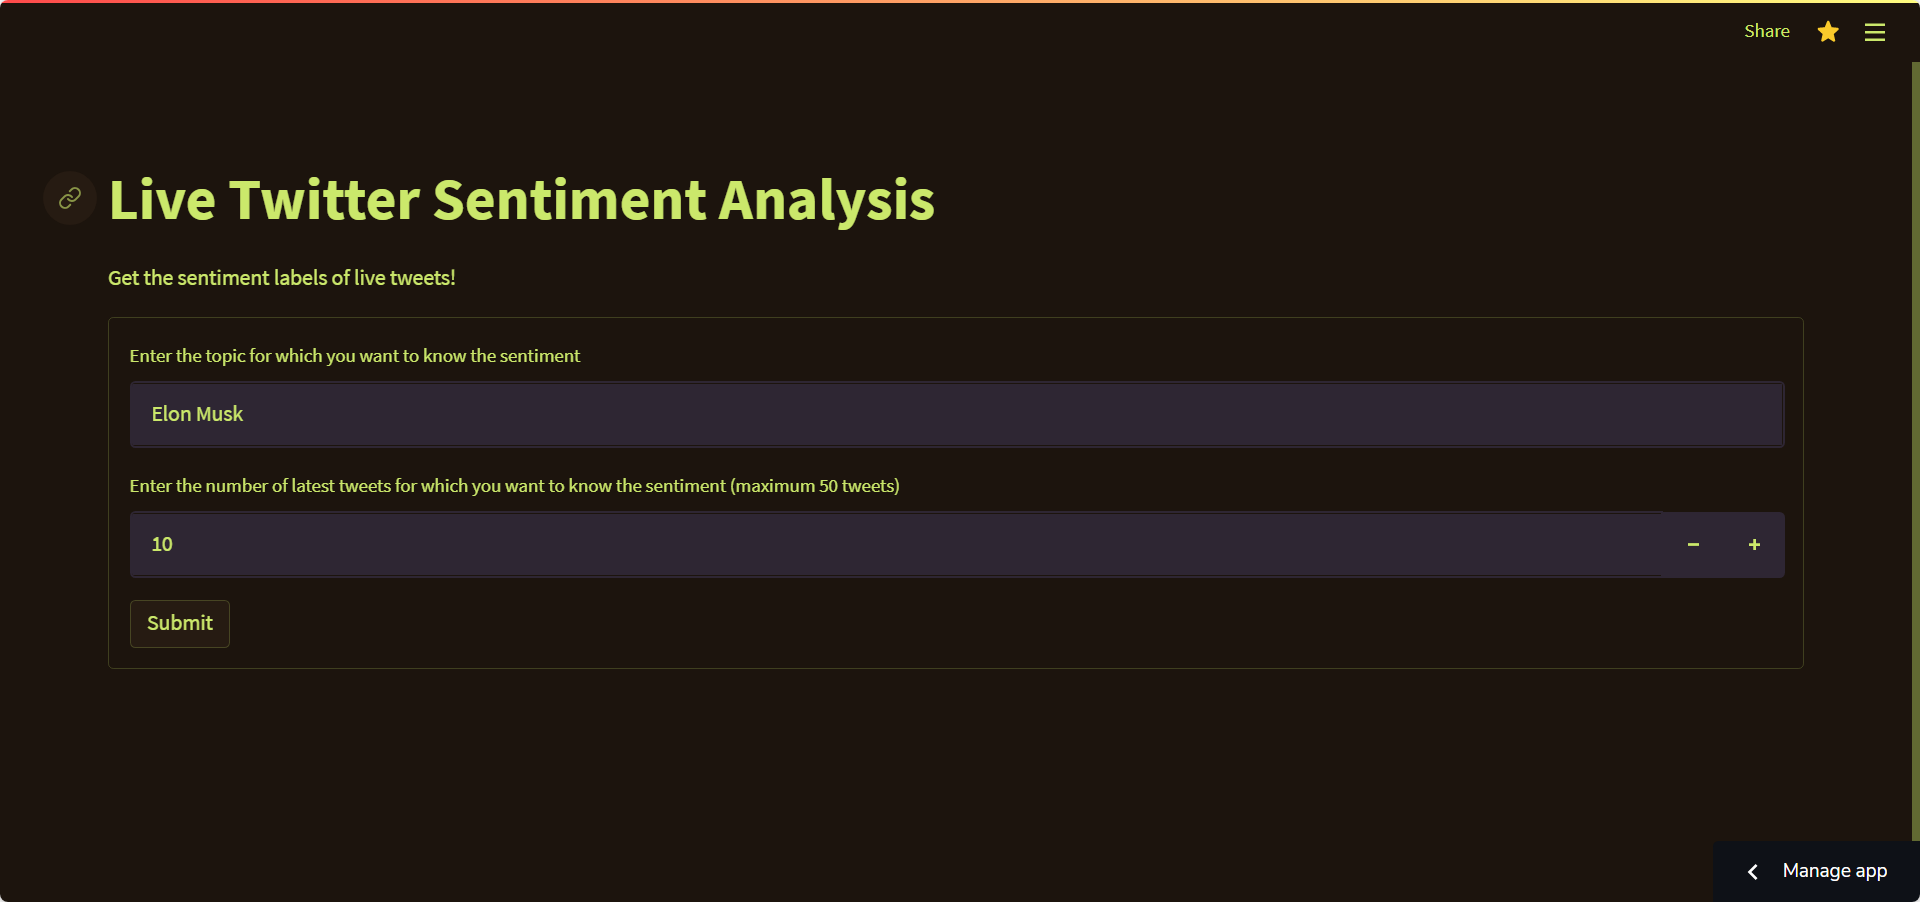 Share
Live Twitter Sentiment Analysis
Get the sentiment labels of live tweets!
Enter the topic for which you want to know the sentiment
Elon Musk
Enter the number of latest tweets for which you want to know the sentiment (maximum 50 tweets)
10
Submit
Manage app